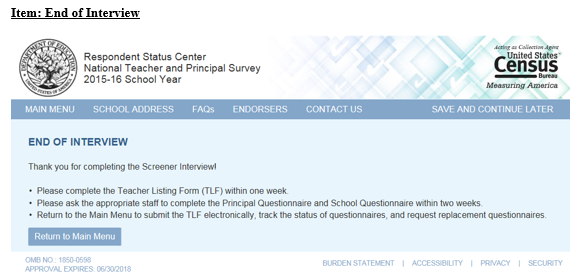 Item: End of Interview
DEPARTMENT OF EDUCATION
UNITED STATES OF AMERICA
Respondent Status Center
National Teacher and Principal Survey
2015-16 School Year
Acting as Collection Agent
United States™
Census
Bureau
Measuring America
MAIN MENU SCHOOL ADDRESS FAQs ENDORSERS CONTACT US SAVE AND CONTINUE LATER
END OF INTERVIEW
Thank you for completing the Screener Interview!
• Please complete the Teacher Listing Form (TLF) within one week.
• Please ask the appropriate staff to complete the Principal Questionnaire and School Questionnaire within two weeks.
• Return to the Main Menu to submit the TLF electronically, track the status of questionnaires, and request replacement questionnaires.
Return to Main Menu
OMB NO.: 1850-0598
APPROVAL EXPIRES: 06/30/2018
BURDEN STATEMENT | ACCESSIBILITY | PRIVACY | SECURITY